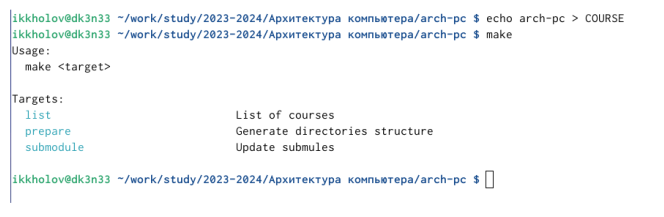 ikkholov@dk3n33 ~/work/study/2023-2024/Архитектура компьютера/arch-pc $ echo arch-pc > COURSE
ikkholov@dk3n33 ~/work/study/2023-2024/Архитектура компьютера/arch-pc $ make
Usage:
  make <target>

Targets:
  list                          List of courses
  prepare                       Generate directories structure
  submodule                     Update submules

ikkholov@dk3n33 ~/work/study/2023-2024/Архитектура компьютера/arch-pc $